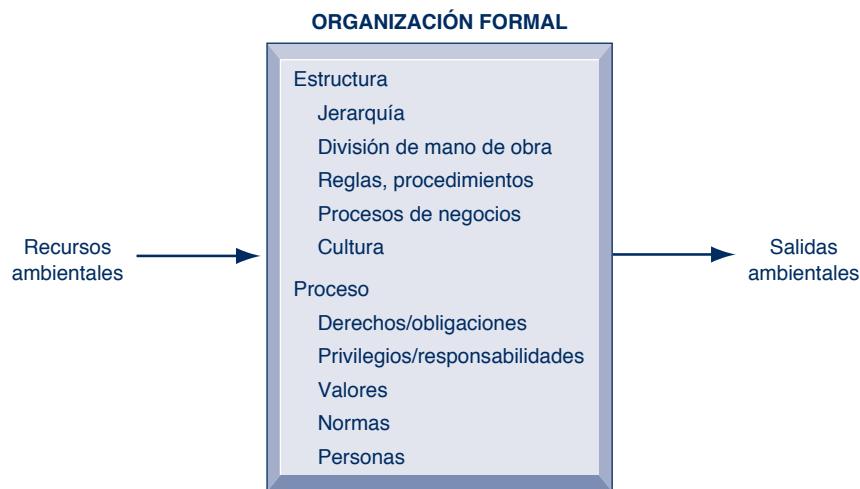 ORGANIZACIÓN FORMAL
Estructura
Jerarquía
División de mano de obra
Reglas, procedimientos
Procesos de negocios
Cultura
Proceso
Derechos/obligaciones
Privilegios/responsabilidades
Valores
Normas
Personas
Recursos
ambientales
Salidas
ambientales